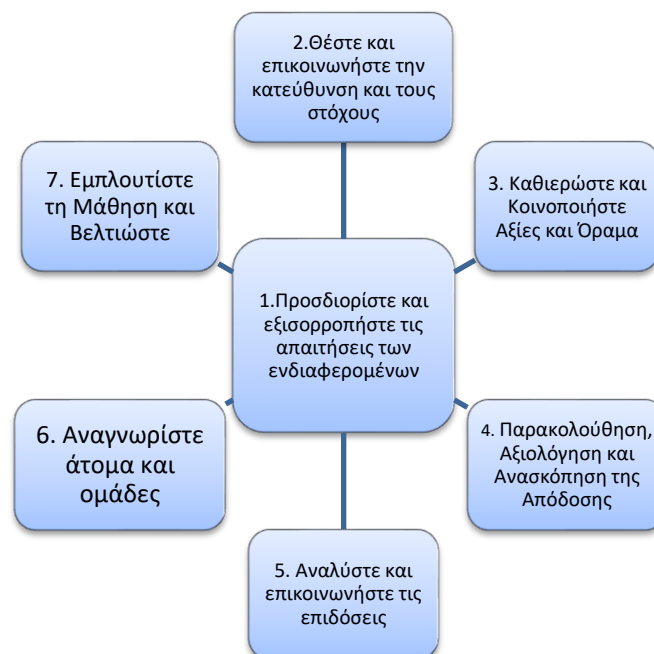 2.Θέστε και
επικοινωνήστε την
κατεύθυνση και τους
στόχους
3. Καθιερώστε και
Κοινοποιήστε
Αξίες και Όραμα
7. Εμπλουτίστε
τη Μάθηση και
Βελτιώστε
1.Προσδιορίστε και
εξισορροπήστε τις
απαιτήσεις των
ενδιαφερομένων
4. Παρακολούθηση,
Αξιολόγηση και
Ανασκόπηση της
Απόδοσης
6. Αναγνωρίστε
άτομα και
ομάδες
5. Αναλύστε και
επικοινωνήστε τις
επιδόσεις